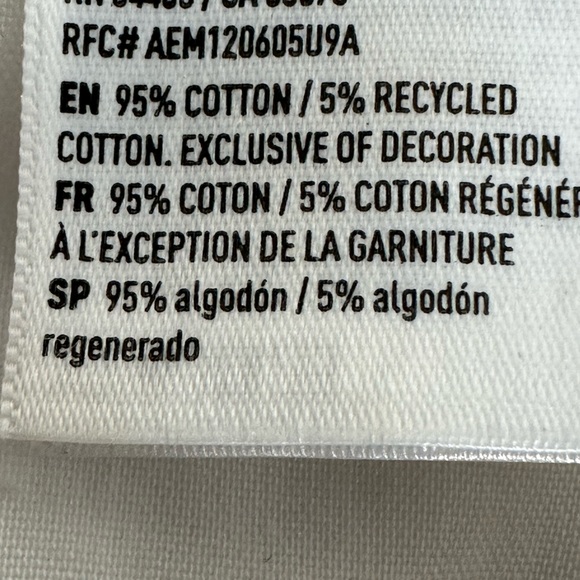 RFC# AEM120605U9A
EN 95% COTTON / 5% RECYCLED
COTTON. EXCLUSIVE OF DECORATION
FR 95% COTON / 5% COTON RÉGÉNÉR
À L'EXCEPTION DE LA GARNITURE
SP 95% algodón / 5% algodón
regenerado